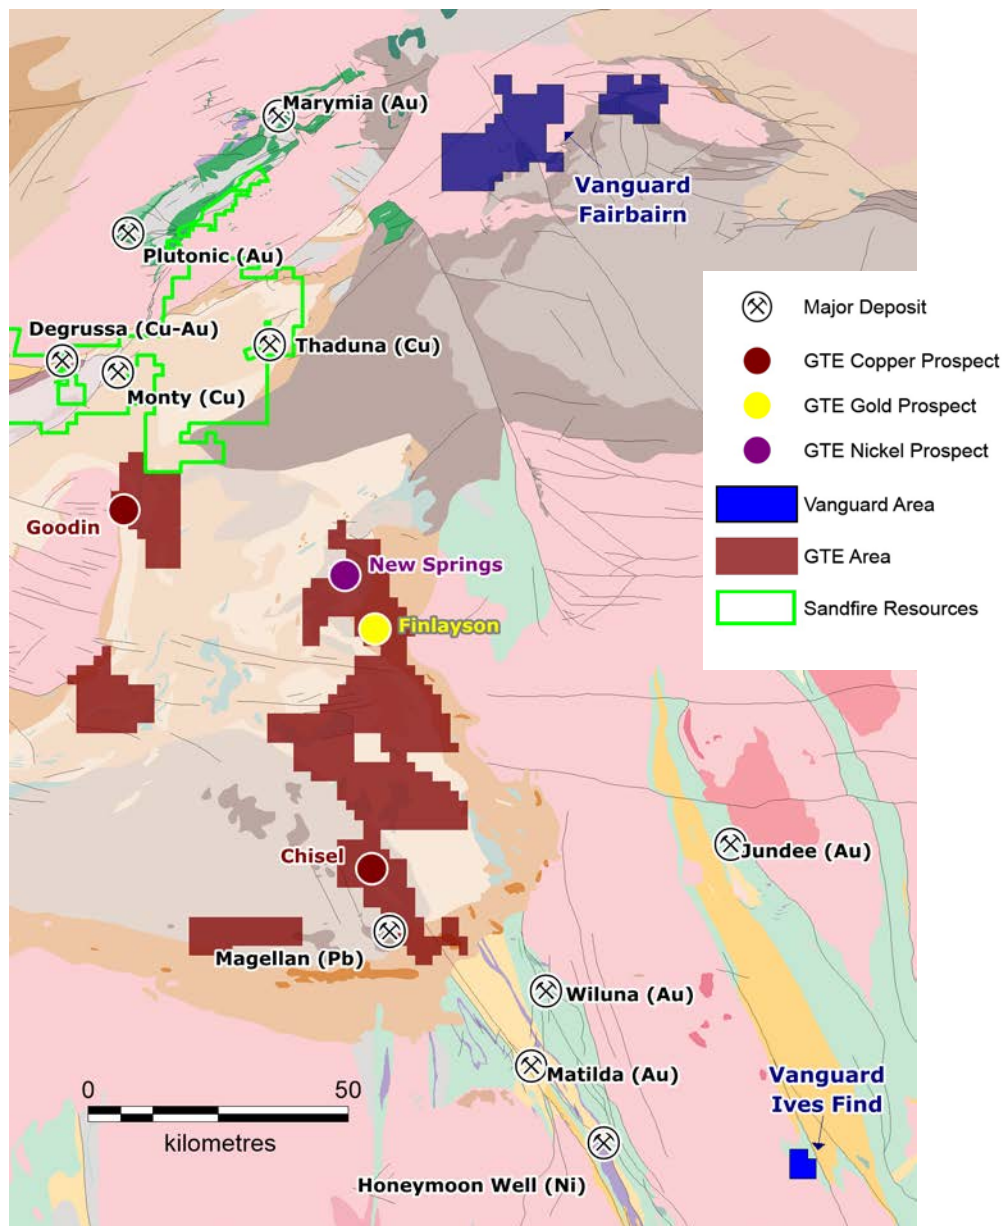 Marymia (Au)
Vanguard
Fairbairn
Plutonic (Au)
Degrussa (Cu-Au)
Thaduna (Cu)
Monty (Cu)
Major Deposit
GTE Copper Prospect
GTE Gold Prospect
GTE Nickel Prospect
Vanguard Area
GTE Area
Sandfire Resources
Goodin
New Springs
Finlayson
Chisel
Jundee (Au)
Magellan (Pb)
Wiluna (Au)
Matilda (Au)
Vanguard
Ives Find
0 50
kilometres
Honeymoon Well (Ni)